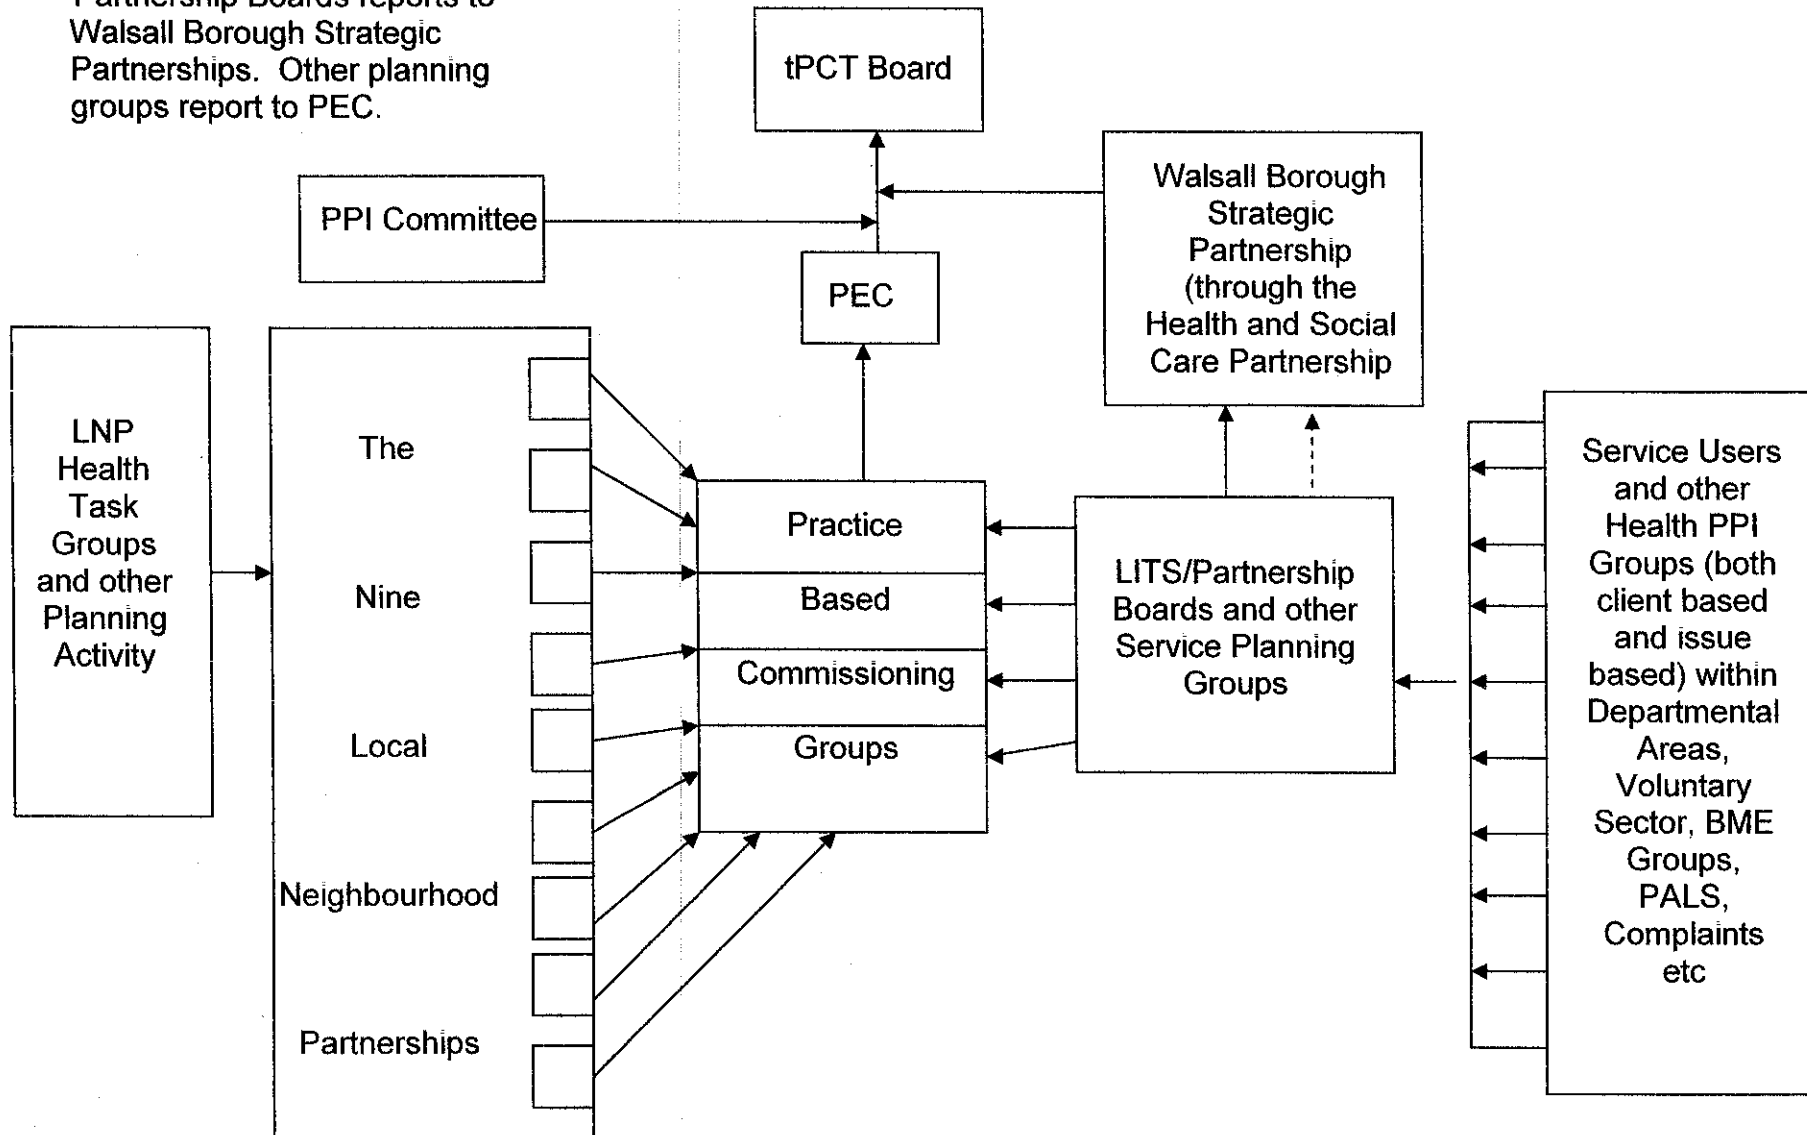 Partnership Boards reports to
Walsall Borough Strategic
Partnerships. Other planning
groups report to PEC.
tPCT Board
PPI Committee
PEC
Walsall Borough
Strategic
Partnership
(through the
Health and Social
Care Partnership
LNP
Health
Task
Groups
and other
Planning
Activity
The
Nine
Local
Neighbourhood
Partnerships
Practice
Based
Commissioning
Groups
LITS/Partnership
Boards and other
Service Planning
Groups
Service Users
and other
Health PPI
Groups (both
client based
and issue
based) within
Departmental
Areas,
Voluntary
Sector, BME
Groups,
PALS,
Complaints
etc